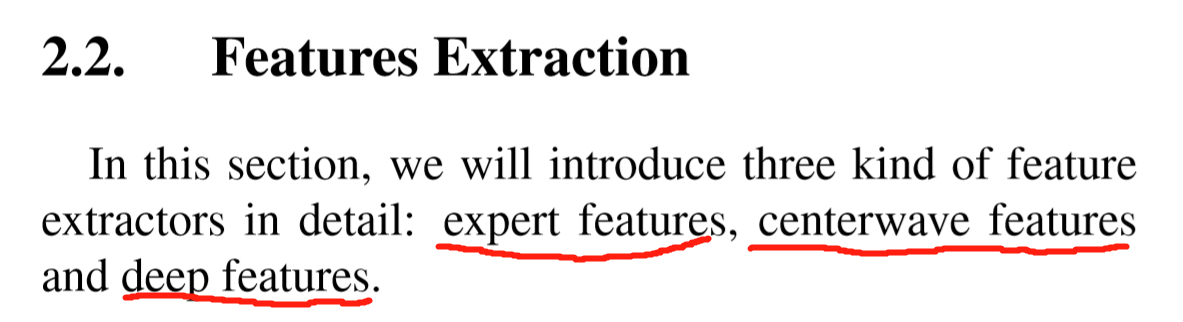 2.2. Features Extraction
In this section, we will introduce three kind of feature
extractors in detail: expert features, centerwave features
and deep features.